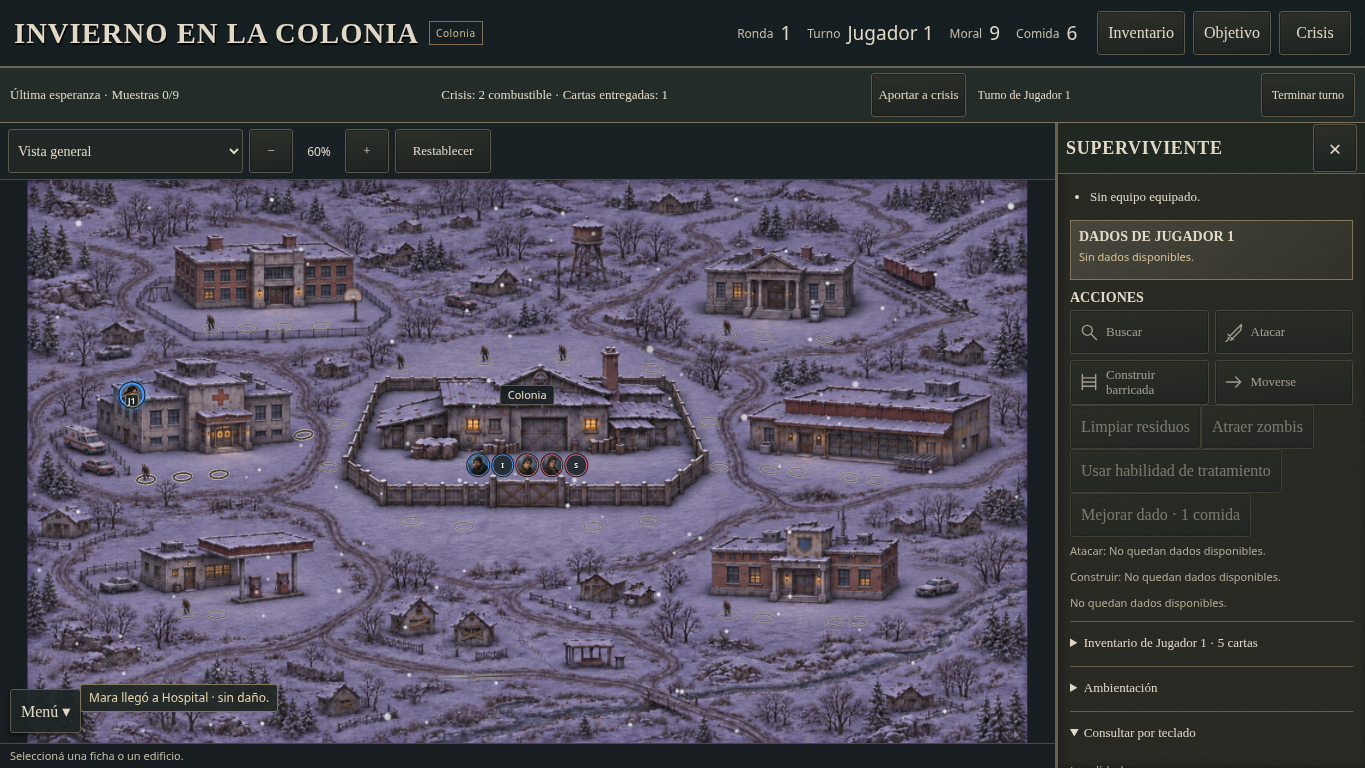 INVIERNO EN LA COLONIA
Colonia
Ronda 1 Turno Jugador 1 Moral 9 Comida 6
Inventario
Objetivo
Crisis
Última esperanza · Muestras 0/9
Crisis: 2 combustible · Cartas entregadas: 1
Aportar a crisis
Turno de Jugador 1
Terminar turno
Vista general
−
60%
+
Restablecer
SUPERVIVIENTE
✕
• Sin equipo equipado.
DADOS DE JUGADOR 1
Sin dados disponibles.
ACCIONES
Buscar
Atacar
Construir
barricada
Moverse
Limpiar residuos
Atraer zombis
Usar habilidad de tratamiento
Mejorar dado · 1 comida
Atacar: No quedan dados disponibles.
Construir: No quedan dados disponibles.
No quedan dados disponibles.
▶ Inventario de Jugador 1 · 5 cartas
▶ Ambientación
▼ Consultar por teclado
J1
Colonia
I
S
Menú ▾
Mara llegó a Hospital · sin daño.
Seleccioná una ficha o un edificio.